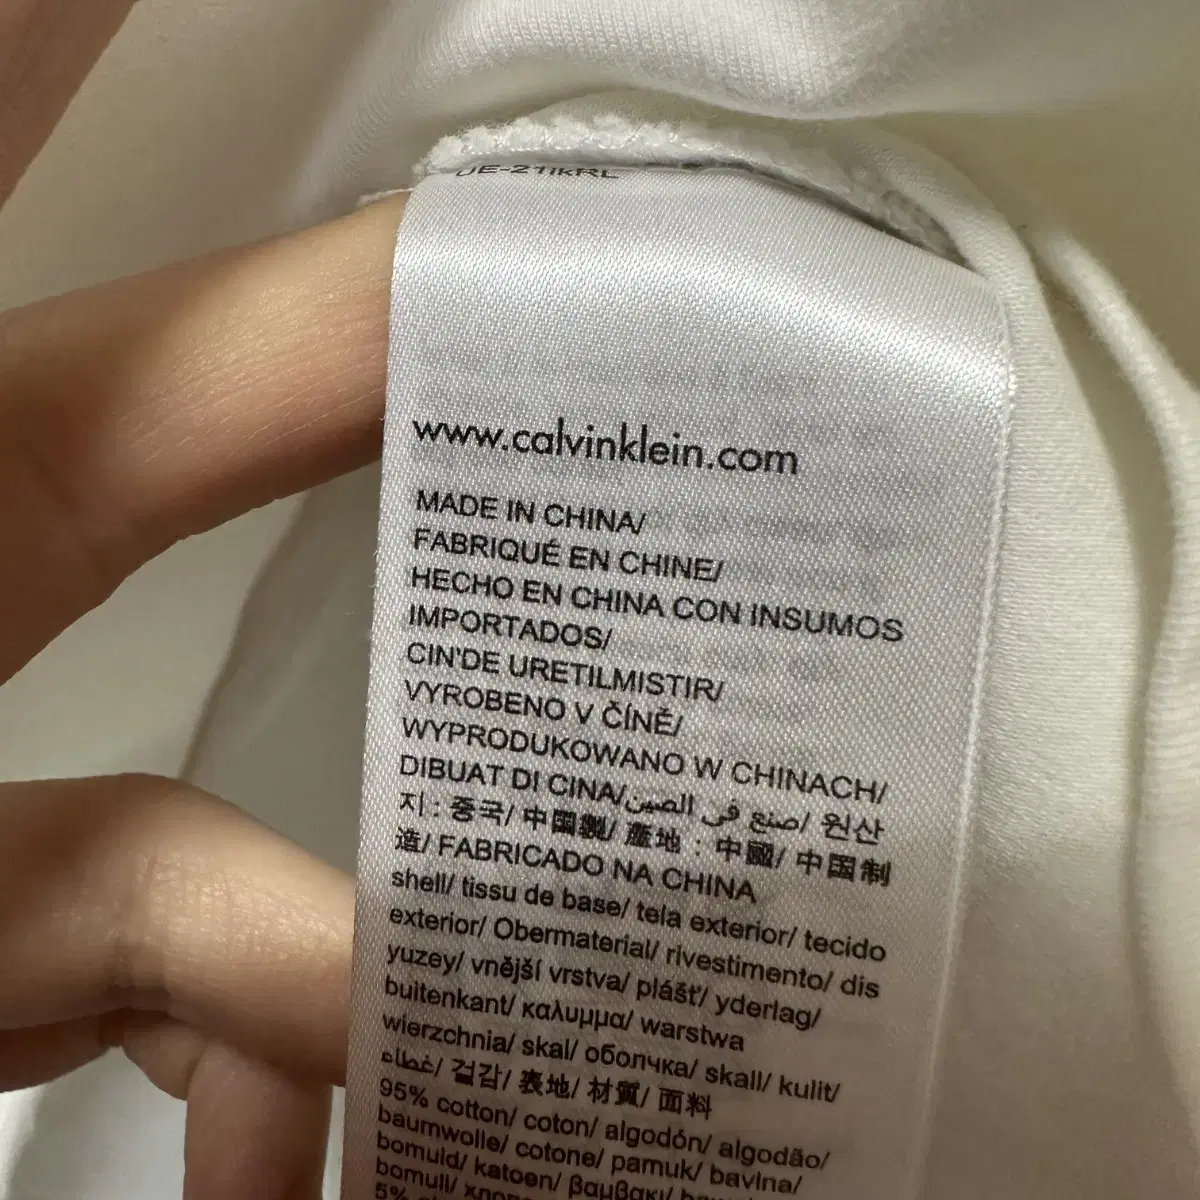 www.calvinklein.com
MADE IN CHINA/
FABRIQUÉ EN CHINE/
HECHO EN CHINA CON INSUMOS
IMPORTADOS/
CIN'DE URETILMISTIR/
VYROBENO V ČÍNĚ/
WYPRODUKOWANO W CHINACH/
DIBUAT DI CINA/صنع في الصين/ 원산
지 : 중국/ 中国製/ 產地 : 中國/ 中国制
造/ FABRICADO NA CHINA
shell/ tissu de base/ tela exterior/ tecido
exterior/ Obermaterial/ rivestimento/ dis
yuzey/ vnější vrstva/ plášť/ yderlag/
buitenkant/ καλυμμα/ warstwa
wierzchnia/ skal/ оболчка/ skall/ kulit/
غطاء/ 겉감/ 表地/ 材質/ 面料
95% cotton/ coton/ algodón/ algodão/
baumwolle/ cotone/ pamuk/ bavlna/
bomuld/ katoen/ βαμβακι/
bomull/
5%